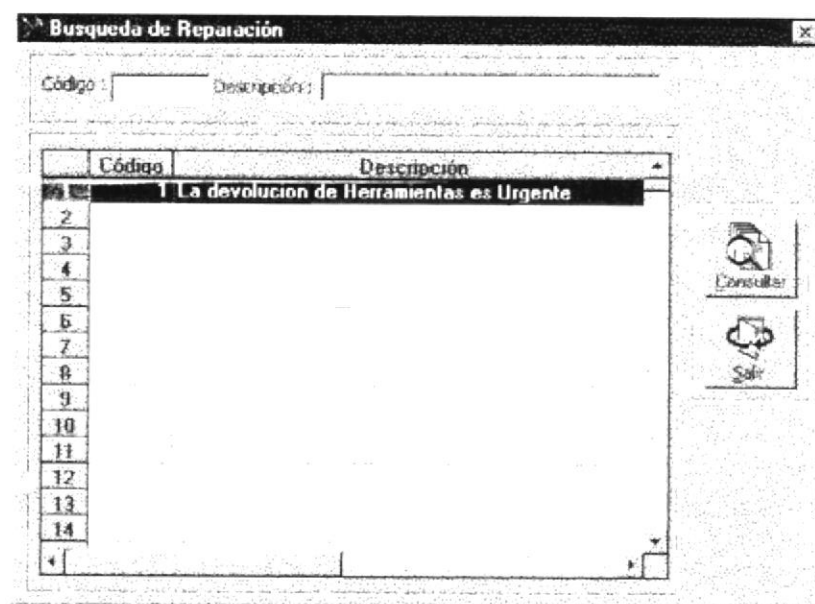 Busqueda de Reparación
Código : Descripción :
Código Descripción
1 1 La devolucion de Herramientas es Urgente
2
3
4
5
6
7
8
9
10
11
12
13
14
Consultar
Salir